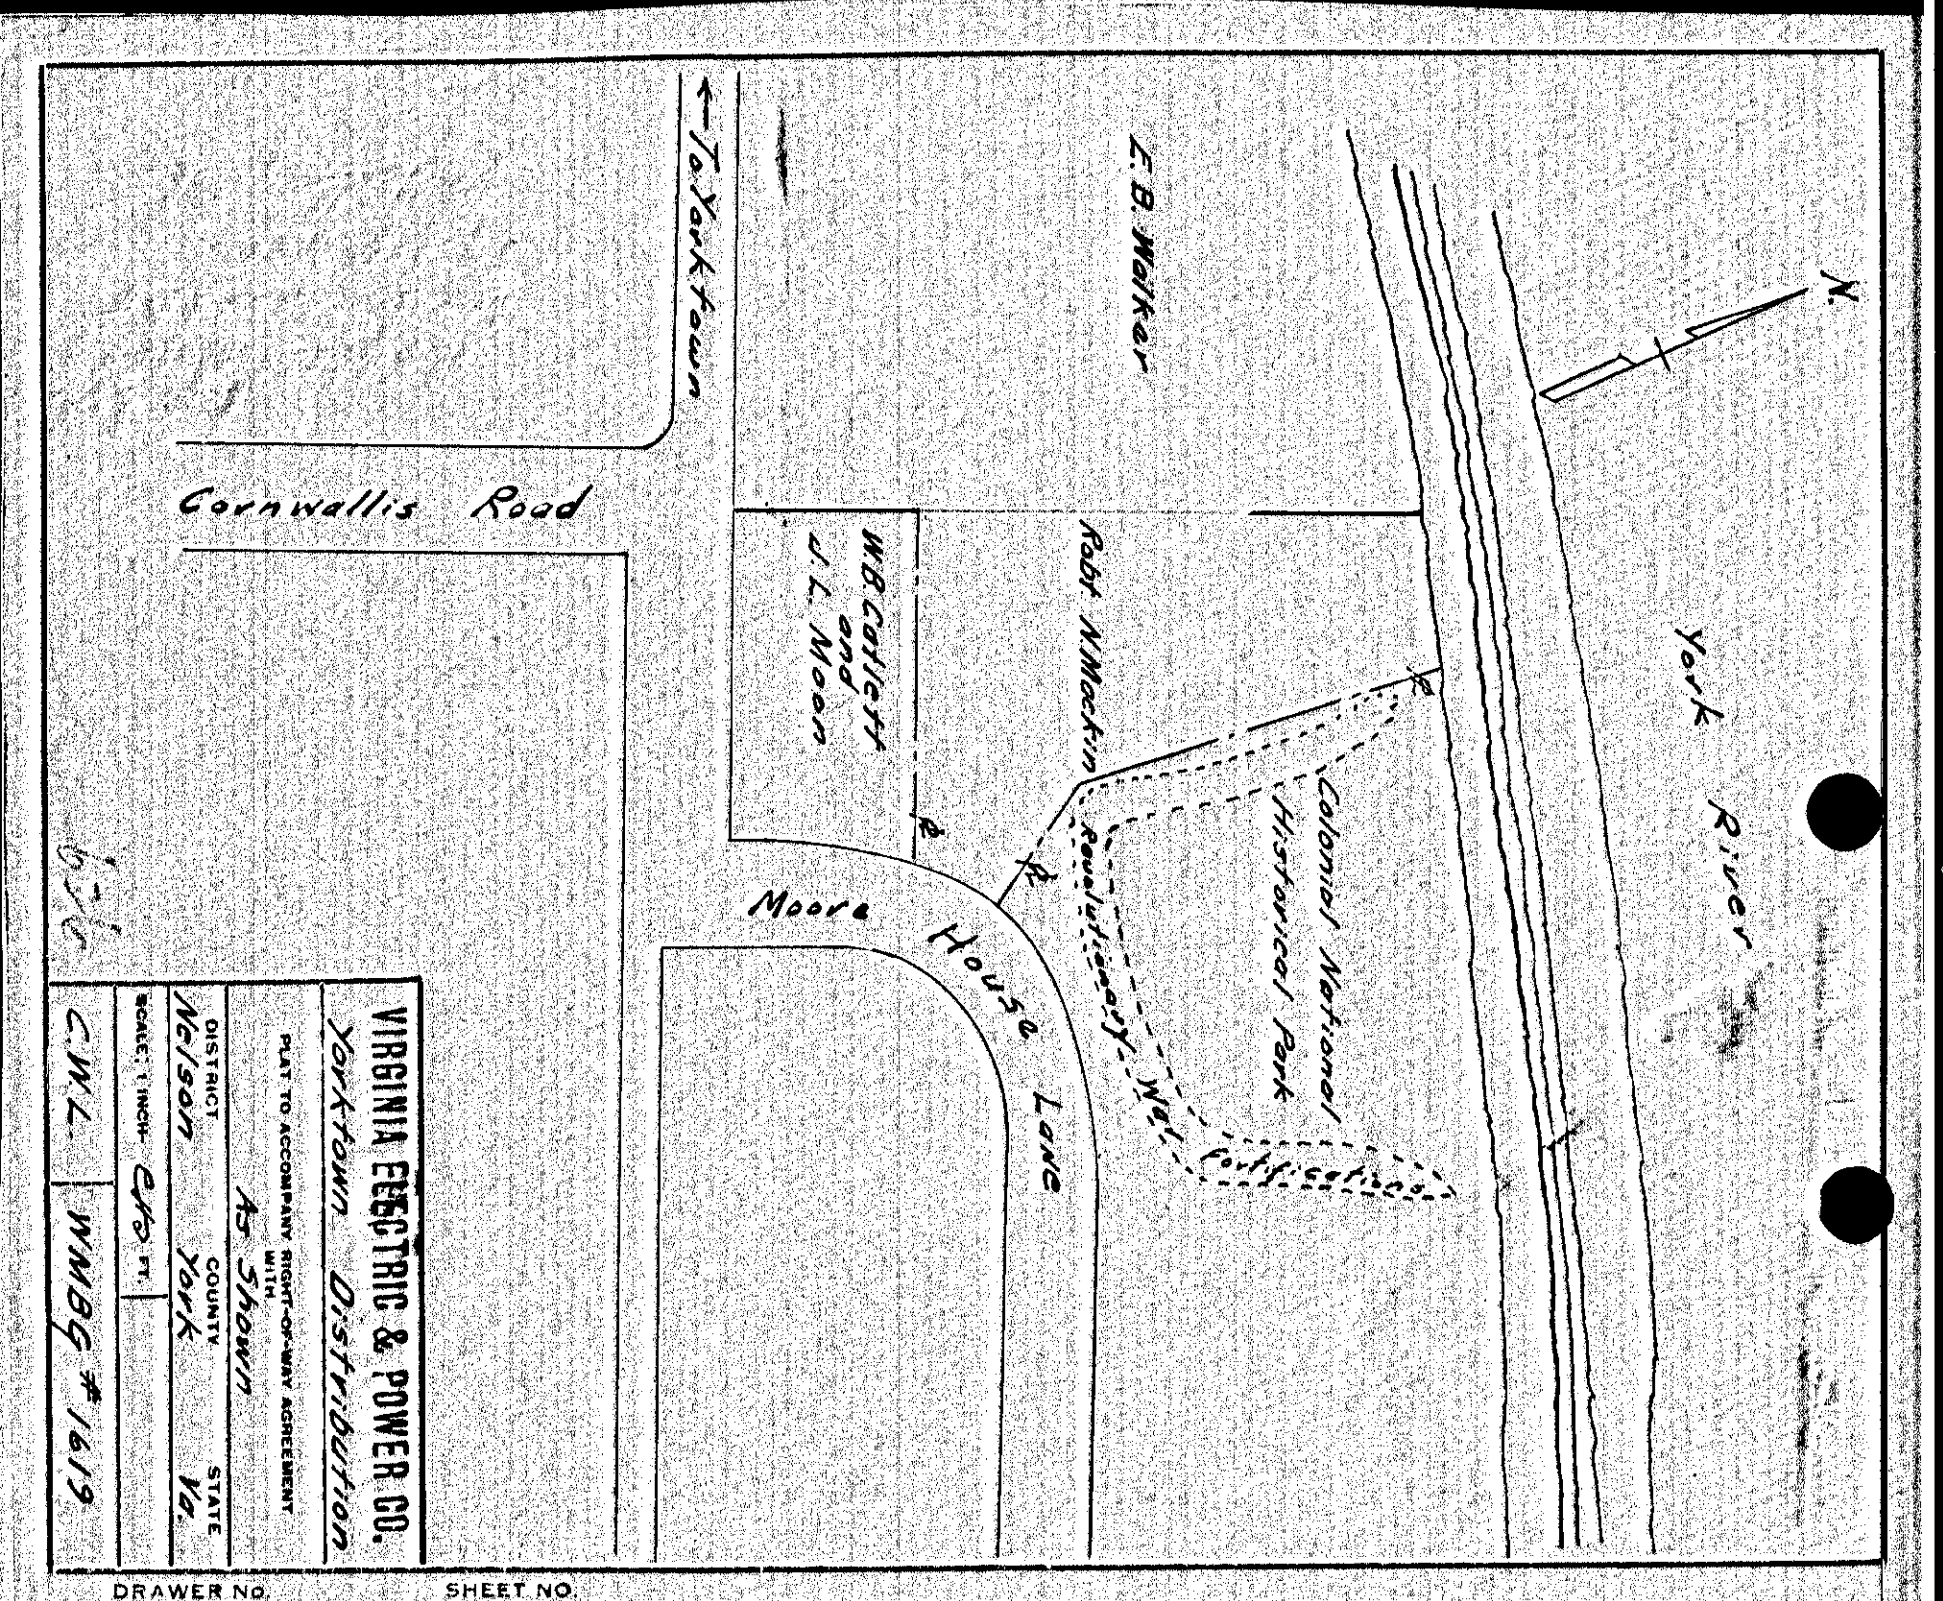 N.
York River
E. B. Walker
← To Yorktown
Cornwallis Road
Robt N. Mackin
W.B. Catlett
and
J. L. Moon
Colonial National
Historical Park
Revolutionary War Fortifications
Moore House Lane
VIRGINIA ELECTRIC & POWER CO.
Yorktown Distribution
PLAT TO ACCOMPANY RIGHT-OF-WAY AGREEMENT
WITH
As Shown
DISTRICT COUNTY STATE
Nelson York Va.
SCALE, 1 INCH FT.
C.W.L. WMBG # 1619
DRAWER NO.
SHEET NO.